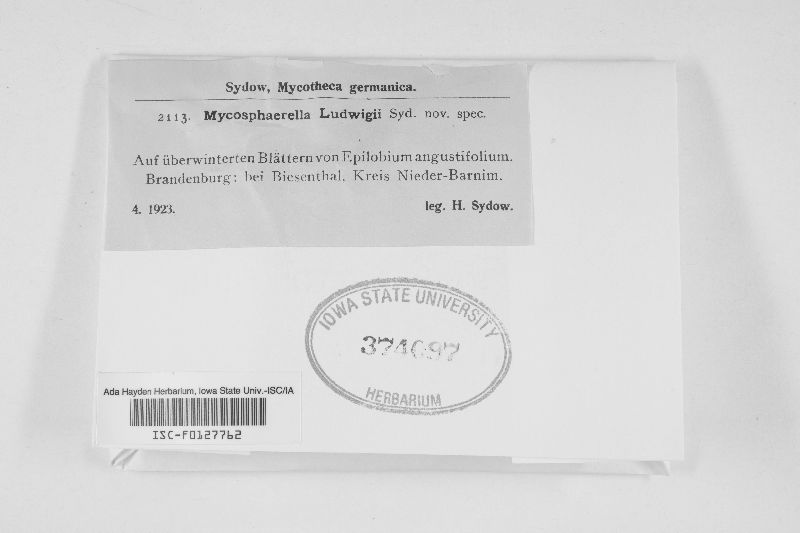 Sydow, Mycotheca germanica.
2113. Mycosphaerella Ludwigii Syd. nov. spec.
Auf überwinterten Blättern von Epilobium angustifolium.
Brandenburg: bei Biesenthal, Kreis Nieder-Barnim.
4. 1923. leg. H. Sydow.
IOWA STATE UNIVERSITY
374697
HERBARIUM
Ada Hayden Herbarium, Iowa State Univ.-ISC/IA
ISC-F0127762